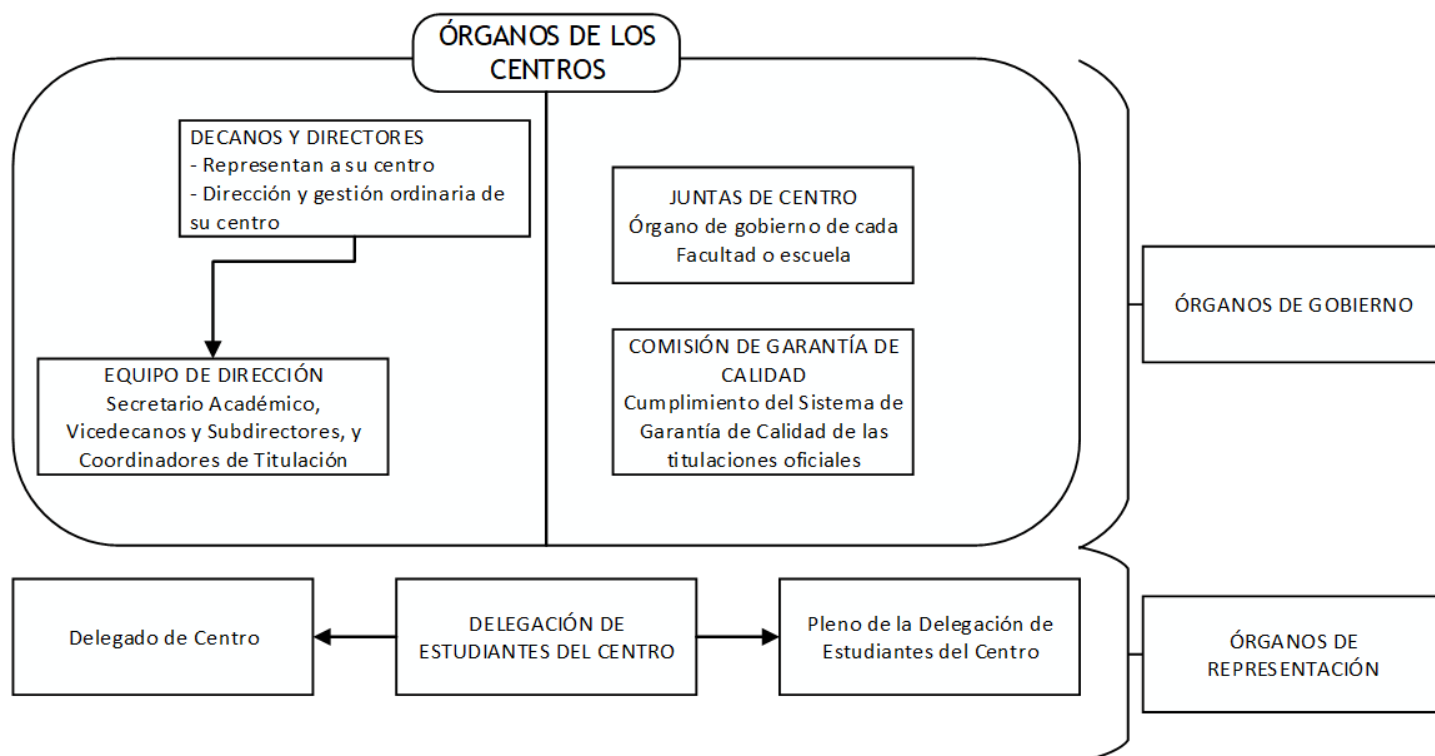 ÓRGANOS DE LOS
CENTROS
DECANOS Y DIRECTORES
- Representan a su centro
- Dirección y gestión ordinaria de
su centro
EQUIPO DE DIRECCIÓN
Secretario Académico,
Vicedecanos y Subdirectores, y
Coordinadores de Titulación
JUNTAS DE CENTRO
Órgano de gobierno de cada
Facultad o escuela
COMISIÓN DE GARANTÍA DE
CALIDAD
Cumplimiento del Sistema de
Garantía de Calidad de las
titulaciones oficiales
ÓRGANOS DE GOBIERNO
Delegado de Centro
DELEGACIÓN DE
ESTUDIANTES DEL CENTRO
Pleno de la Delegación de
Estudiantes del Centro
ÓRGANOS DE
REPRESENTACIÓN